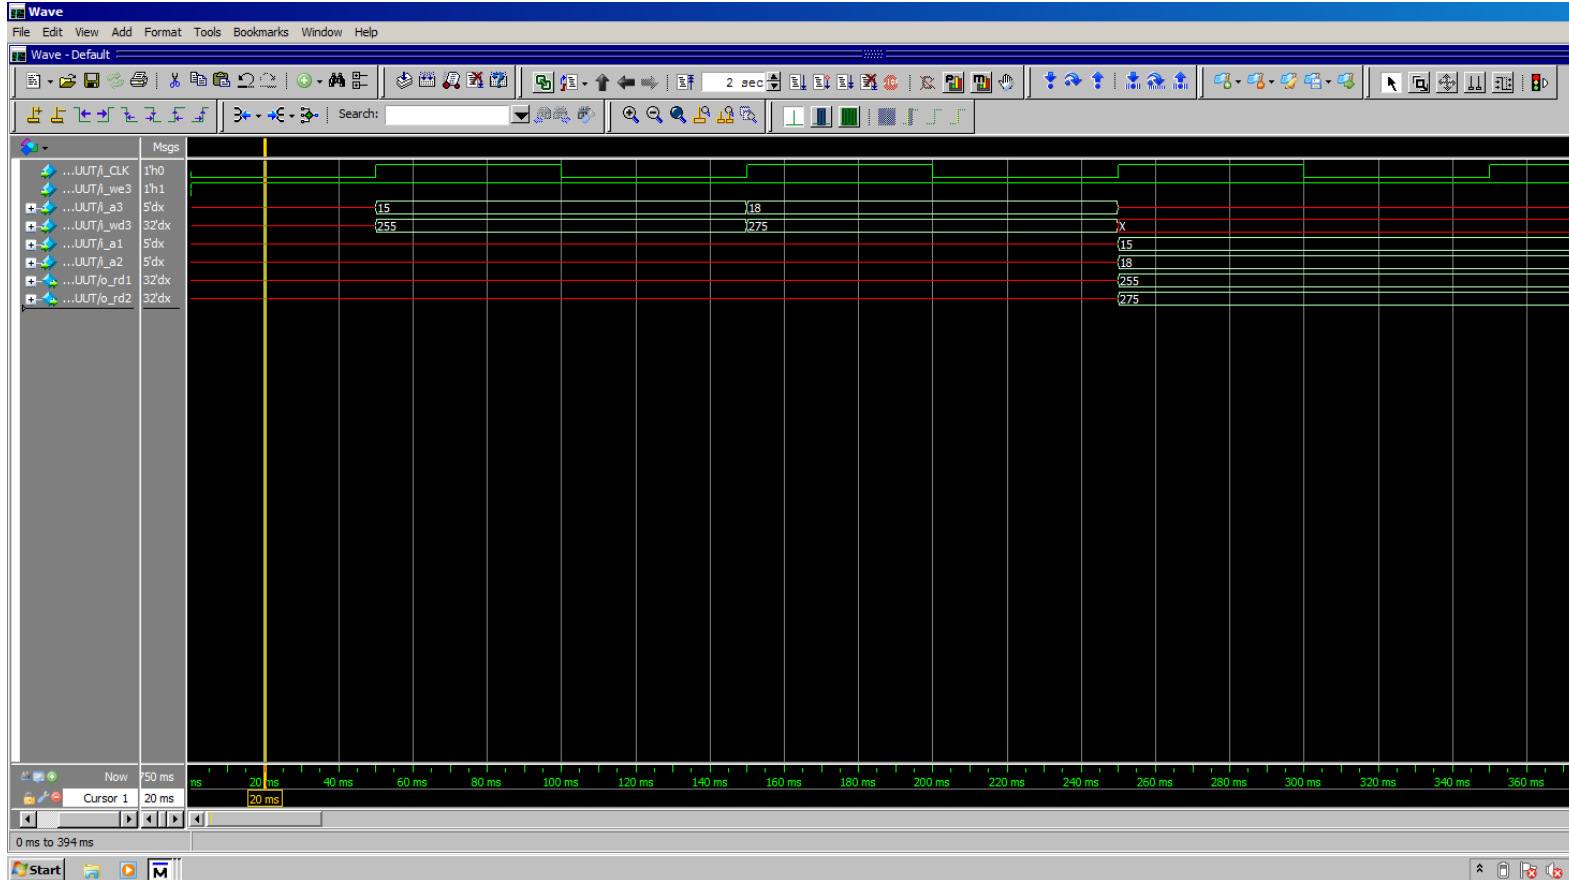 Wave
File Edit View Add Format Tools Bookmarks Window Help
Wave - Default
2 sec
Search:
Msgs
...UUT/i_CLK 1'h0
...UUT/i_we3 1'h1
...UUT/i_a3 5'dx 15 18
...UUT/i_wd3 32'dx 255 275 X
...UUT/i_a1 5'dx 15
...UUT/i_a2 5'dx 18
...UUT/o_rd1 32'dx 255
...UUT/o_rd2 32'dx 275
Now 750 ms ns 20 ms 40 ms 60 ms 80 ms 100 ms 120 ms 140 ms 160 ms 180 ms 200 ms 220 ms 240 ms 260 ms 280 ms 300 ms 320 ms 340 ms 360 ms
Cursor 1 20 ms 20 ms
0 ms to 394 ms
Start M